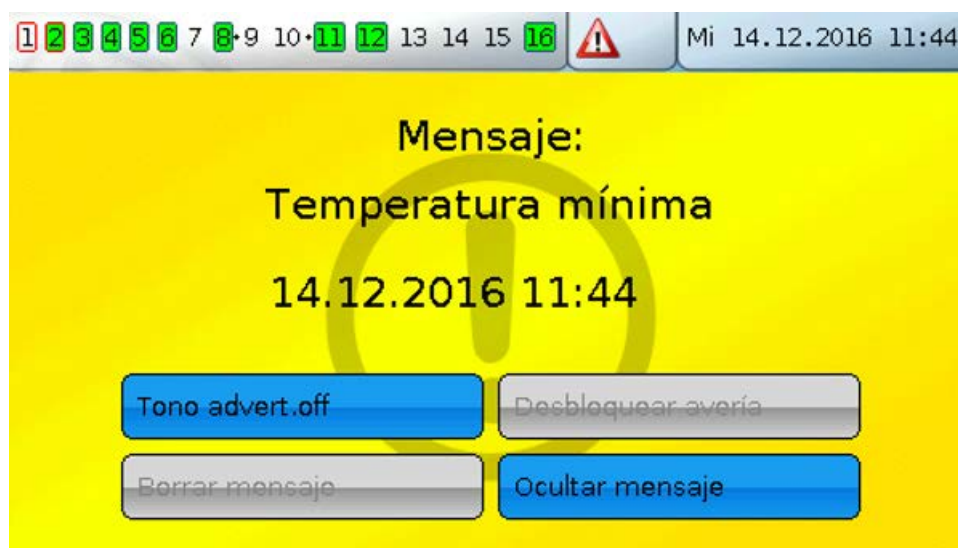 1 2 3 4 5 6 7 8·9 10·11 12 13 14 15 16 Mi 14.12.2016 11:44
Mensaje:
Temperatura mínima
14.12.2016 11:44
Tono advert.off Desbloquear avería
Borrar mensaje Ocultar mensaje